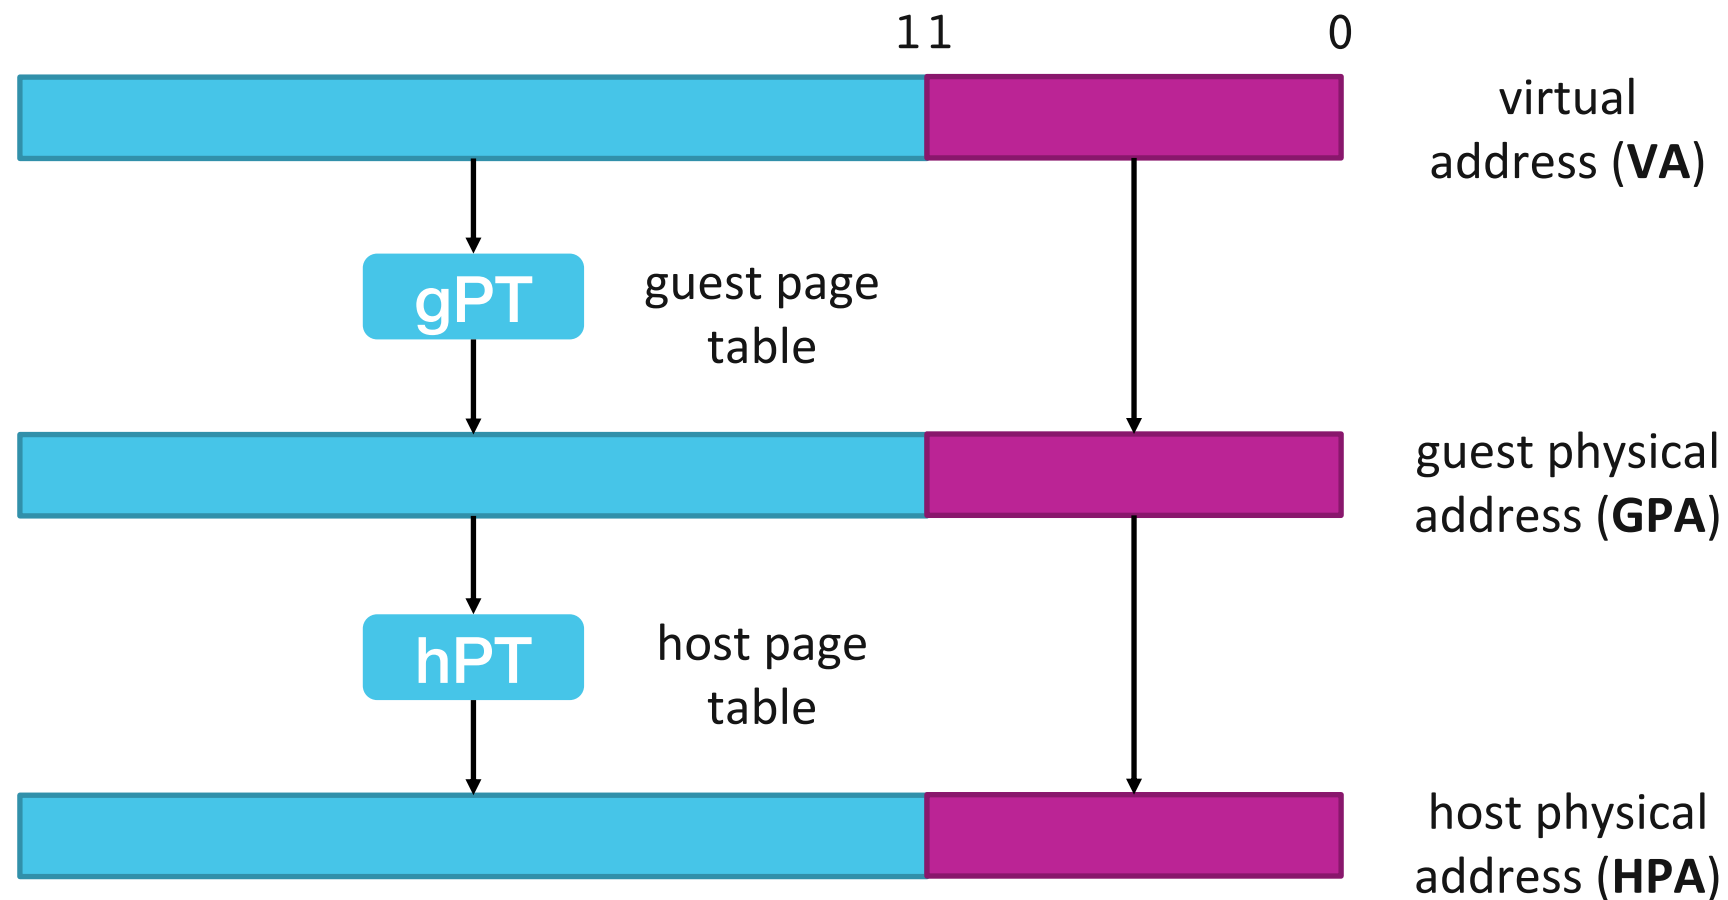 11 0
virtual
address (VA)
gPT
guest page
table
guest physical
address (GPA)
hPT
host page
table
host physical
address (HPA)